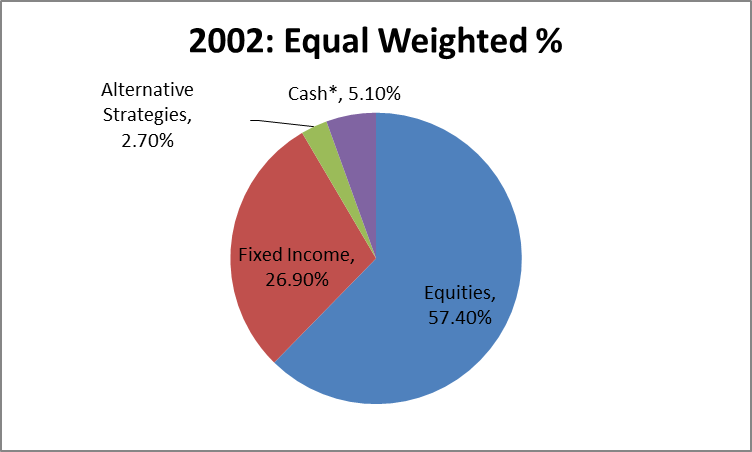 2002: Equal Weighted %
Alternative
Strategies,
2.70%
Cash*, 5.10%
Fixed Income,
26.90%
Equities,
57.40%